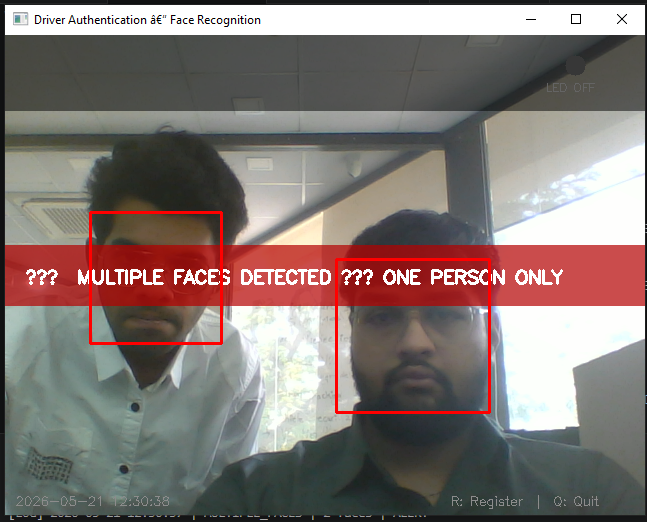 Driver Authentication â€“ Face Recognition
LED OFF
??? MULTIPLE FACES DETECTED ??? ONE PERSON ONLY
2026-05-21 12:30:38
R: Register | Q: Quit